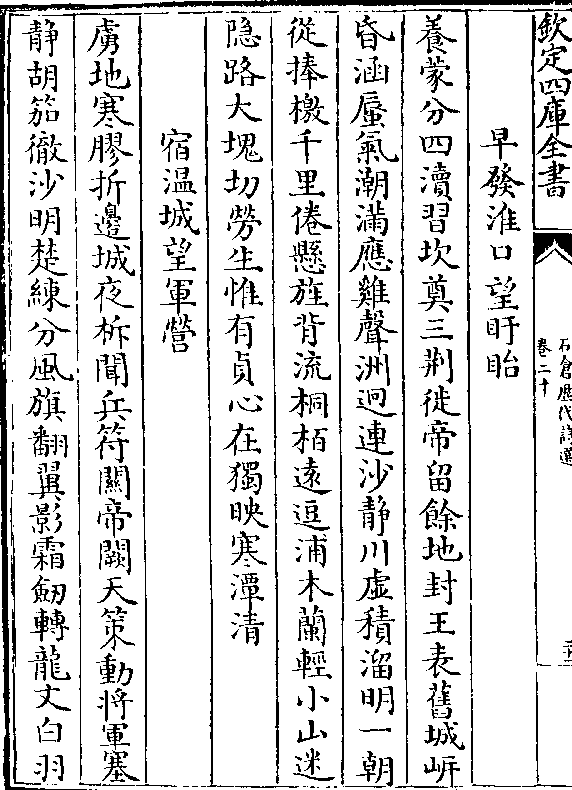 欽定四庫全書
石倉歷代詩選
卷二十
早發淮口望盱眙
養蒙分四瀆習坎奠三荆徙帝留餘地封王表舊城㟁
昏涵蜃氣潮滿應雞聲洲迥連沙静川虚積溜明一朝
從捧檄千里倦懸旌背流桐栢遠逗浦木蘭輕小山迷
隠路大塊切勞生惟有貞心在獨映寒潭清
宿温城望軍營
虜地寒膠折邊城夜柝聞兵符關帝闕天策動將軍塞
静胡笳徹沙明楚練分風旗翻翼影霜劒轉龍文白羽